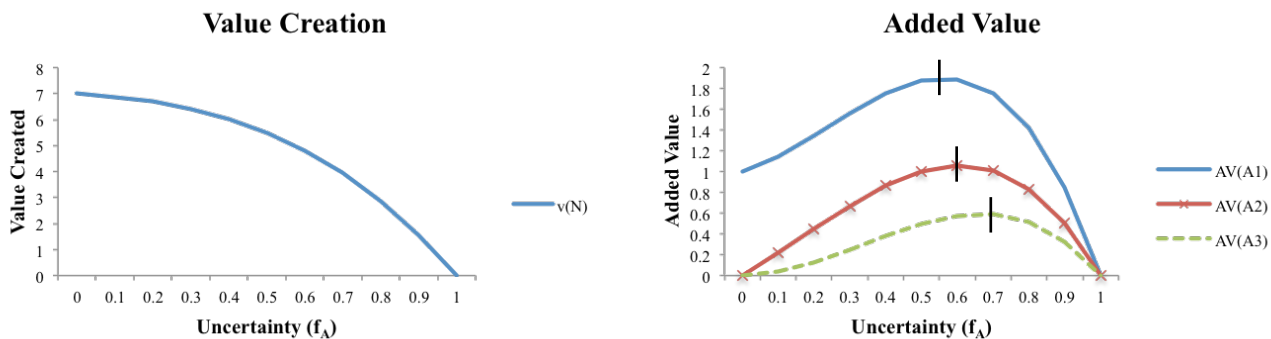 Value Creation
8
7
6
5
4
3
2
1
0
Value Created
0 0.1 0.2 0.3 0.4 0.5 0.6 0.7 0.8 0.9 1
Uncertainty (fA)
v(N)
Added Value
2
1.8
1.6
1.4
1.2
1
0.8
0.6
0.4
0.2
0
Added Value
0 0.1 0.2 0.3 0.4 0.5 0.6 0.7 0.8 0.9 1
Uncertainty (fA)
AV(A1)
AV(A2)
AV(A3)